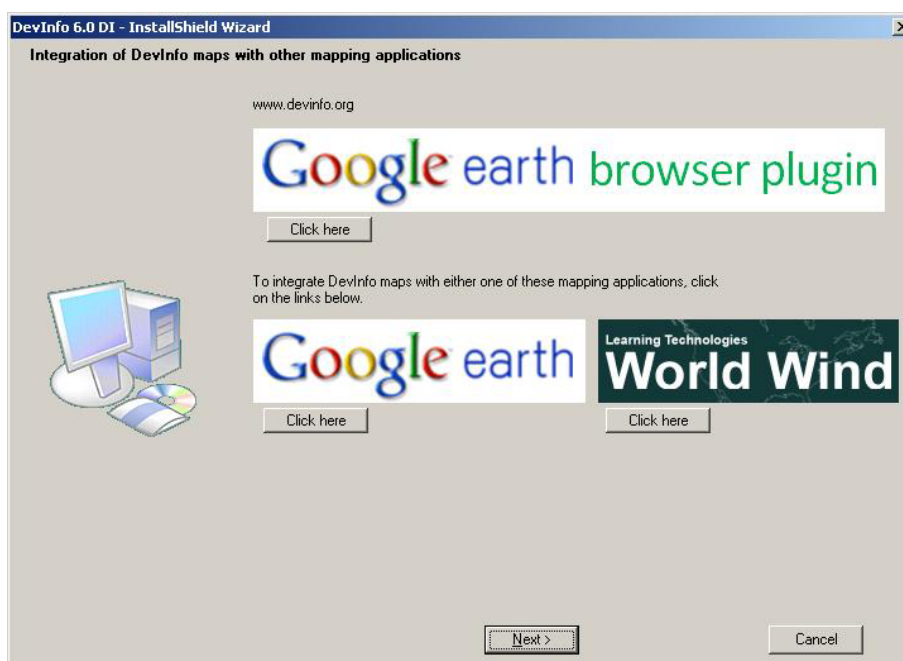 DevInfo 6.0 DI - InstallShield Wizard
Integration of DevInfo maps with other mapping applications
www.devinfo.org
Google earth browser plugin
Click here
To integrate DevInfo maps with either one of these mapping applications, click
on the links below.
Google earth
Learning Technologies
World Wind
Click here
Click here
Next >
Cancel